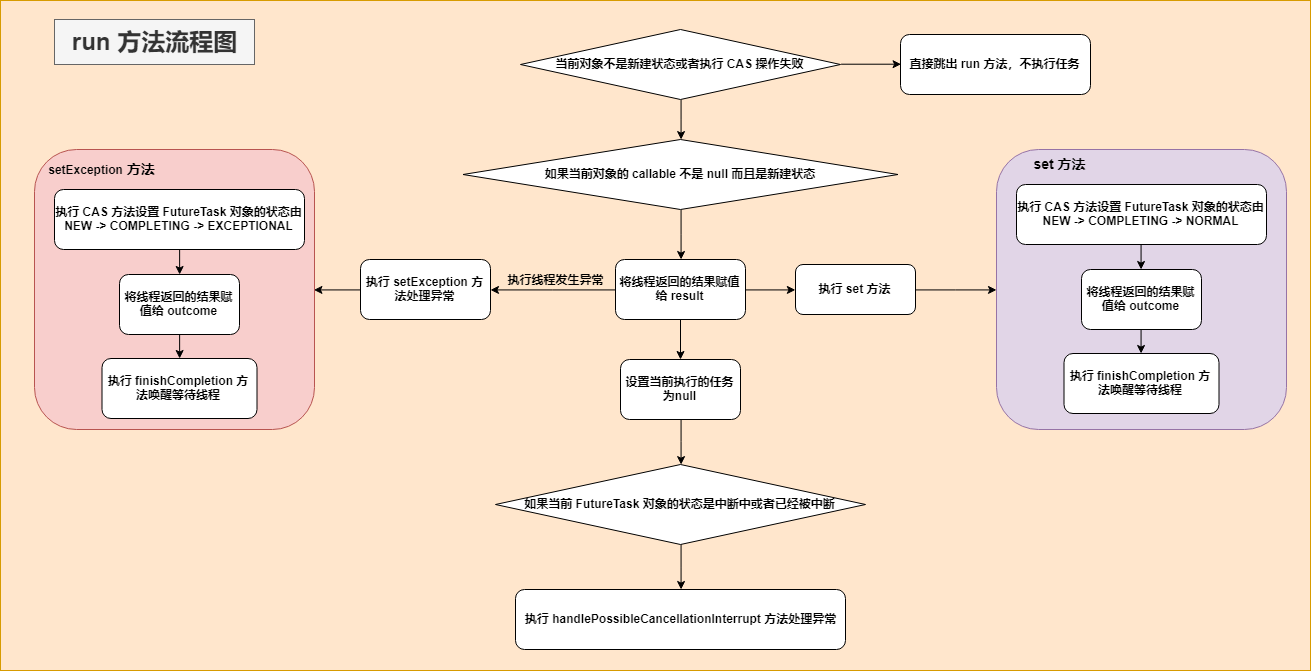 run 方法流程图
当前对象不是新建状态或者执行 CAS 操作失败
直接跳出 run 方法，不执行任务
如果当前对象的 callable 不是 null 而且是新建状态
setException 方法
执行 CAS 方法设置 FutureTask 对象的状态由
NEW -> COMPLETING -> EXCEPTIONAL
将线程返回的结果赋
值给 outcome
执行 finishCompletion 方
法唤醒等待线程
执行 setException 方
法处理异常
执行线程发生异常
将线程返回的结果赋值
给 result
执行 set 方法
set 方法
执行 CAS 方法设置 FutureTask 对象的状态由
NEW -> COMPLETING -> NORMAL
将线程返回的结果赋
值给 outcome
执行 finishCompletion 方
法唤醒等待线程
设置当前执行的任务
为null
如果当前 FutureTask 对象的状态是中断中或者已经被中断
执行 handlePossibleCancellationInterrupt 方法处理异常